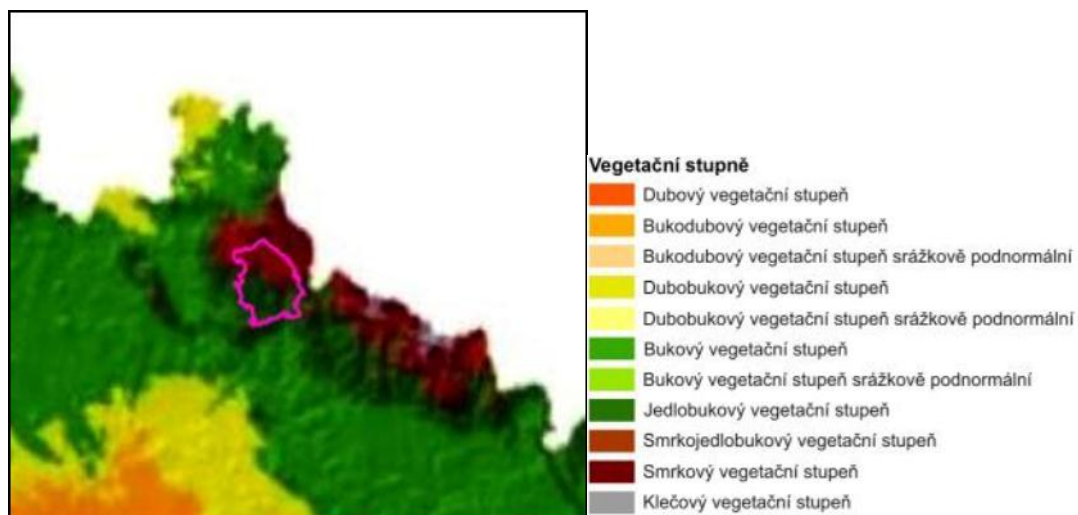 Vegetační stupně
Dubový vegetační stupeň
Bukodubový vegetační stupeň
Bukodubový vegetační stupeň srážkově podnormální
Dubobukový vegetační stupeň
Dubobukový vegetační stupeň srážkově podnormální
Bukový vegetační stupeň
Bukový vegetační stupeň srážkově podnormální
Jedlobukový vegetační stupeň
Smrkojedlobukový vegetační stupeň
Smrkový vegetační stupeň
Klečový vegetační stupeň